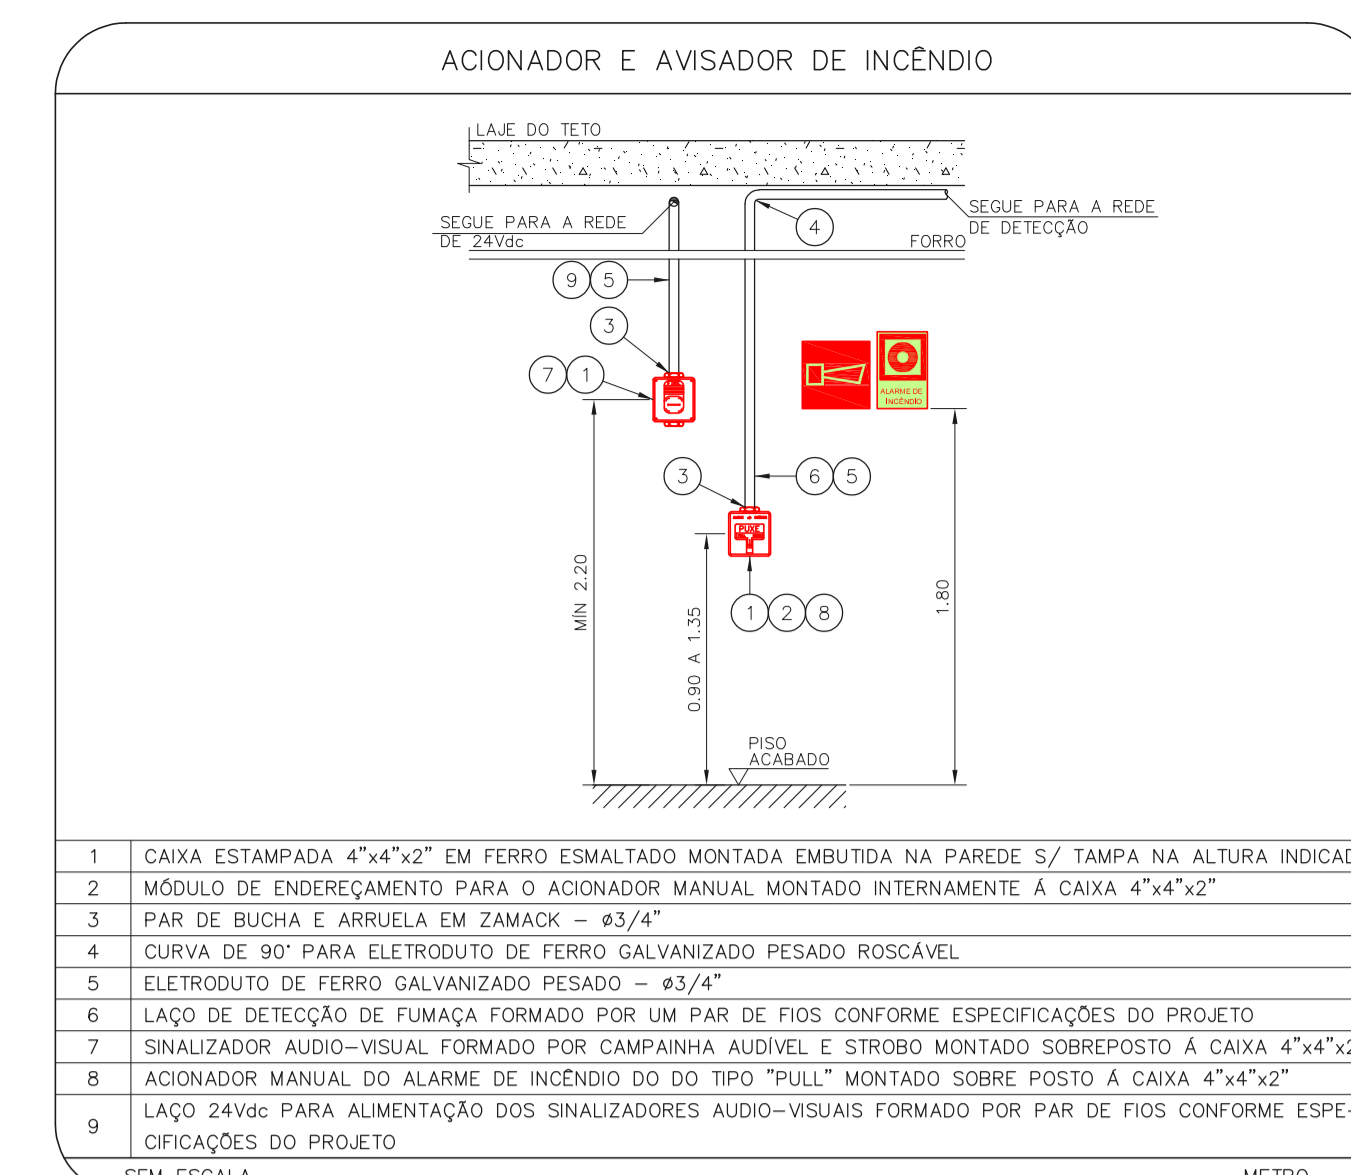 ACIONADOR E AVISADOR DE INCÊNDIO
LAJE DO TETO
SEGUE PARA A REDE
DE 24Vdc
SEGUE PARA A REDE
DE DETECÇÃO
4
FORRO
9 5
3
7 1
ALARME DE
INCÊNDIO
3
6 5
PUXE
1 2 8
MÍN 2.20
0.90 A 1.35
1.80
PISO
ACABADO
1 CAIXA ESTAMPADA 4"x4"x2" EM FERRO ESMALTADO MONTADA EMBUTIDA NA PAREDE S/ TAMPA NA ALTURA INDICAD
2 MÓDULO DE ENDEREÇAMENTO PARA O ACIONADOR MANUAL MONTADO INTERNAMENTE Á CAIXA 4"x4"x2"
3 PAR DE BUCHA E ARRUELA EM ZAMACK – ø3/4"
4 CURVA DE 90° PARA ELETRODUTO DE FERRO GALVANIZADO PESADO ROSCÁVEL
5 ELETRODUTO DE FERRO GALVANIZADO PESADO – ø3/4"
6 LAÇO DE DETECÇÃO DE FUMAÇA FORMADO POR UM PAR DE FIOS CONFORME ESPECIFICAÇÕES DO PROJETO
7 SINALIZADOR AUDIO–VISUAL FORMADO POR CAMPAINHA AUDÍVEL E STROBO MONTADO SOBREPOSTO Á CAIXA 4"x4"x2
8 ACIONADOR MANUAL DO ALARME DE INCÊNDIO DO DO TIPO "PULL" MONTADO SOBRE POSTO Á CAIXA 4"x4"x2"
9 LAÇO 24Vdc PARA ALIMENTAÇÃO DOS SINALIZADORES AUDIO–VISUAIS FORMADO POR PAR DE FIOS CONFORME ESPE-
CIFICAÇÕES DO PROJETO
SEM ESCALA METRO